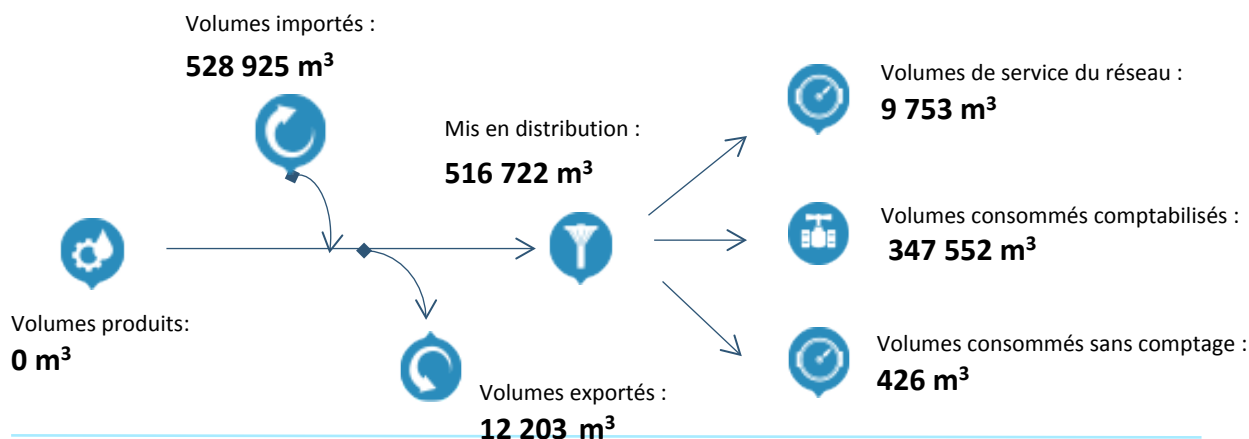 Volumes importés :
528 925 m³
Volumes de service du réseau :
9 753 m³
Mis en distribution :
516 722 m³
Volumes consommés comptabilisés :
347 552 m³
Volumes produits:
0 m³
Volumes consommés sans comptage :
426 m³
Volumes exportés :
12 203 m³